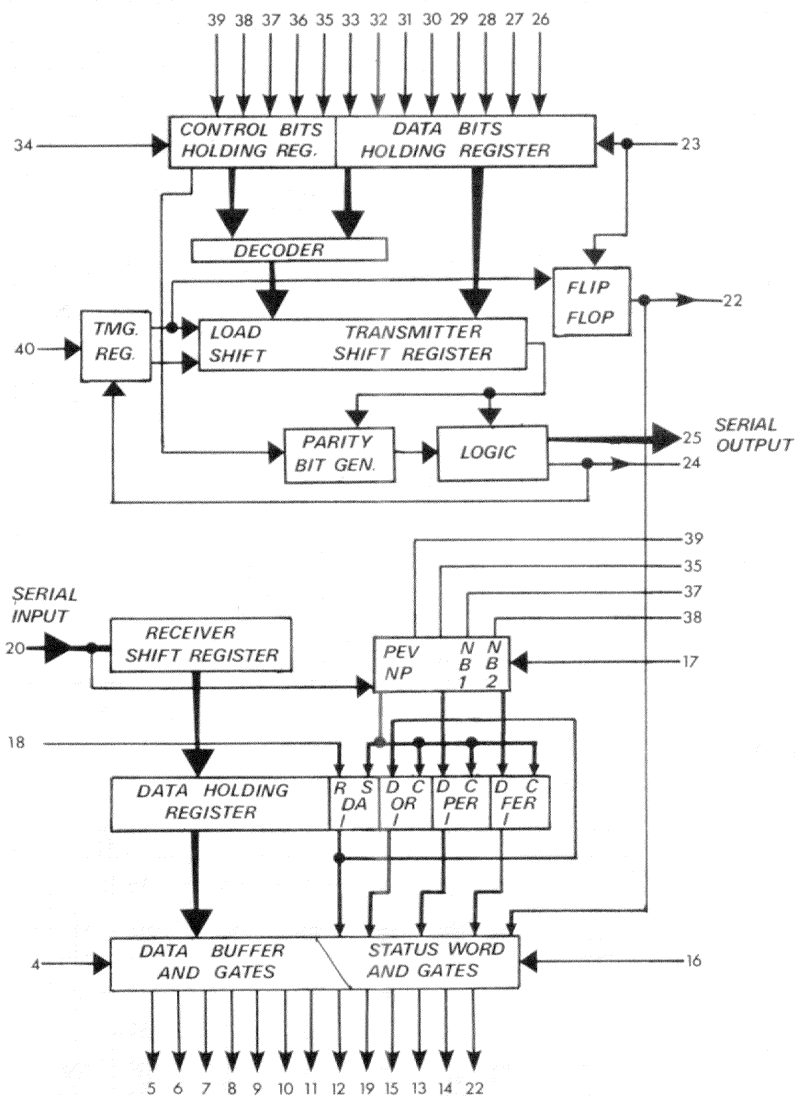 39 38 37 36 35 33 32 31 30 29 28 27 26
34
CONTROL BITS
HOLDING REG.
DATA BITS
HOLDING REGISTER
23
DECODER
FLIP
FLOP
22
40
TMG.
REG.
LOAD
SHIFT
TRANSMITTER
SHIFT REGISTER
PARITY
BIT GEN.
LOGIC
25
SERIAL
OUTPUT
24
39
35
37
38
SERIAL
INPUT
20
RECEIVER
SHIFT REGISTER
PEV
NP
N
B
1
N
B
2
17
18
DATA HOLDING
REGISTER
R S
DA
I
D C
OR
I
D C
PER
I
D C
FER
I
4
DATA BUFFER
AND GATES
STATUS WORD
AND GATES
16
5 6 7 8 9 10 11 12 19 15 13 14 22